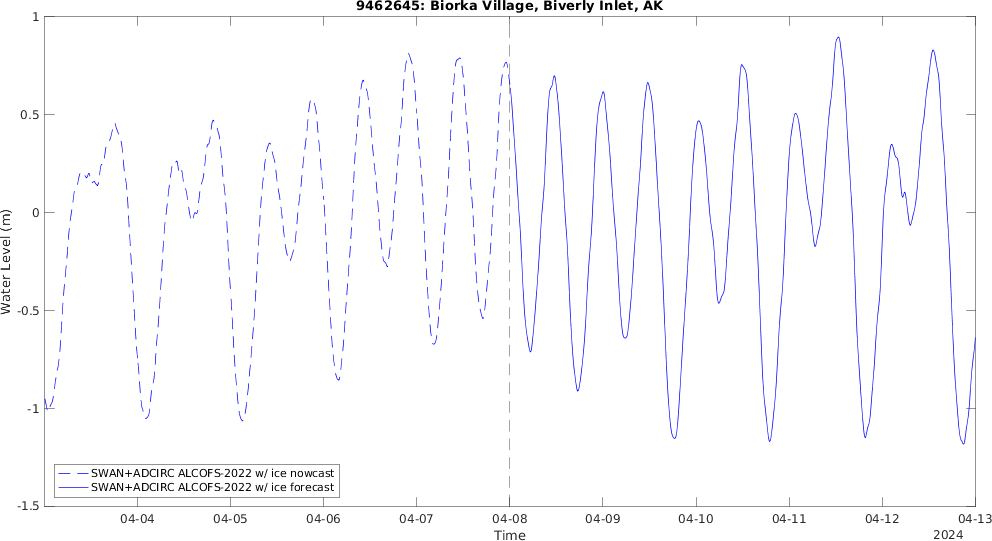 9462645: Biorka Village, Biverly Inlet, AK
Water Level (m)
1
0.5
0
-0.5
-1
-1.5
SWAN+ADCIRC ALCOFS-2022 w/ ice nowcast
SWAN+ADCIRC ALCOFS-2022 w/ ice forecast
04-04 04-05 04-06 04-07 04-08 04-09 04-10 04-11 04-12 04-13
Time
2024